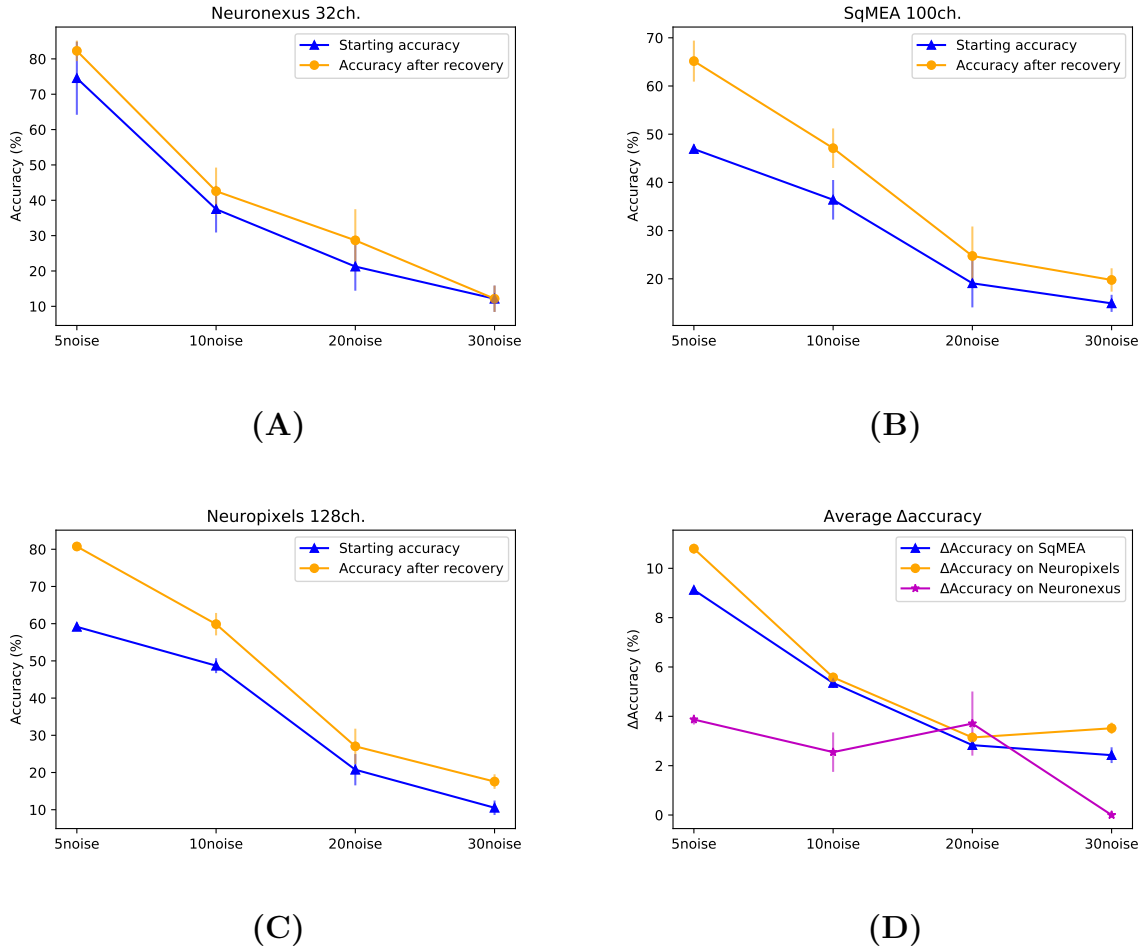 Neuronexus 32ch.
Starting accuracy
Accuracy after recovery
Accuracy (%)
80
70
60
50
40
30
20
10
5noise 10noise 20noise 30noise
(A)
SqMEA 100ch.
Starting accuracy
Accuracy after recovery
Accuracy (%)
70
60
50
40
30
20
5noise 10noise 20noise 30noise
(B)
Neuropixels 128ch.
Starting accuracy
Accuracy after recovery
Accuracy (%)
80
70
60
50
40
30
20
10
5noise 10noise 20noise 30noise
(C)
Average Δaccuracy
ΔAccuracy on SqMEA
ΔAccuracy on Neuropixels
ΔAccuracy on Neuronexus
ΔAccuracy (%)
10
8
6
4
2
0
5noise 10noise 20noise 30noise
(D)